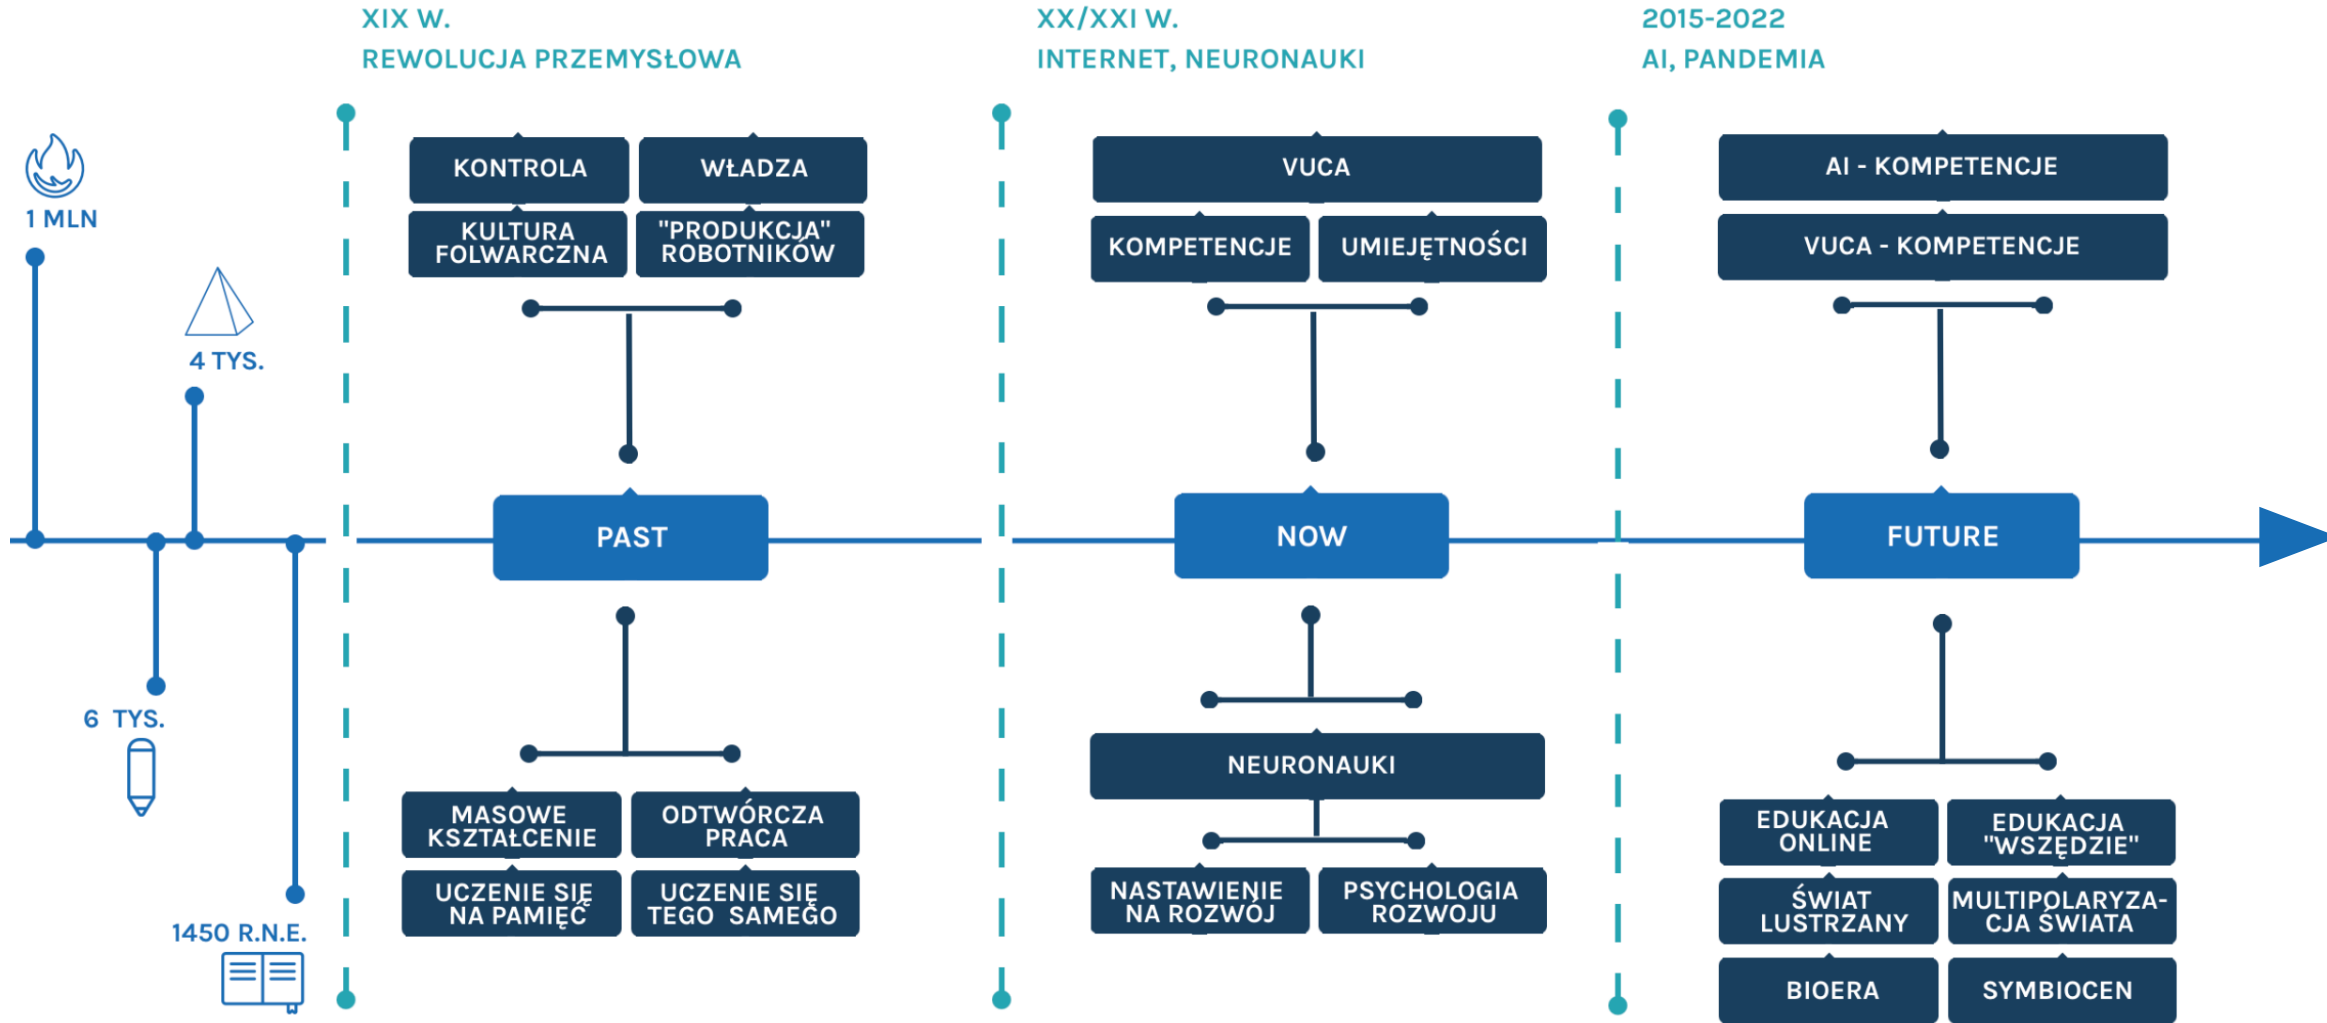 XIX W.
REWOLUCJA PRZEMYSŁOWA
XX/XXI W.
INTERNET, NEURONAUKI
2015-2022
AI, PANDEMIA
1 MLN
4 TYS.
6 TYS.
1450 R.N.E.
KONTROLA
WŁADZA
KULTURA
FOLWARCZNA
"PRODUKCJA"
ROBOTNIKÓW
PAST
MASOWE
KSZTAŁCENIE
ODTWÓRCZA
PRACA
UCZENIE SIĘ
NA PAMIĘĆ
UCZENIE SIĘ
TEGO SAMEGO
VUCA
KOMPETENCJE
UMIEJĘTNOŚCI
NOW
NEURONAUKI
NASTAWIENIE
NA ROZWÓJ
PSYCHOLOGIA
ROZWOJU
AI - KOMPETENCJE
VUCA - KOMPETENCJE
FUTURE
EDUKACJA
ONLINE
EDUKACJA
"WSZĘDZIE"
ŚWIAT
LUSTRZANY
MULTIPOLARYZA-
CJA ŚWIATA
BIOERA
SYMBIOCEN